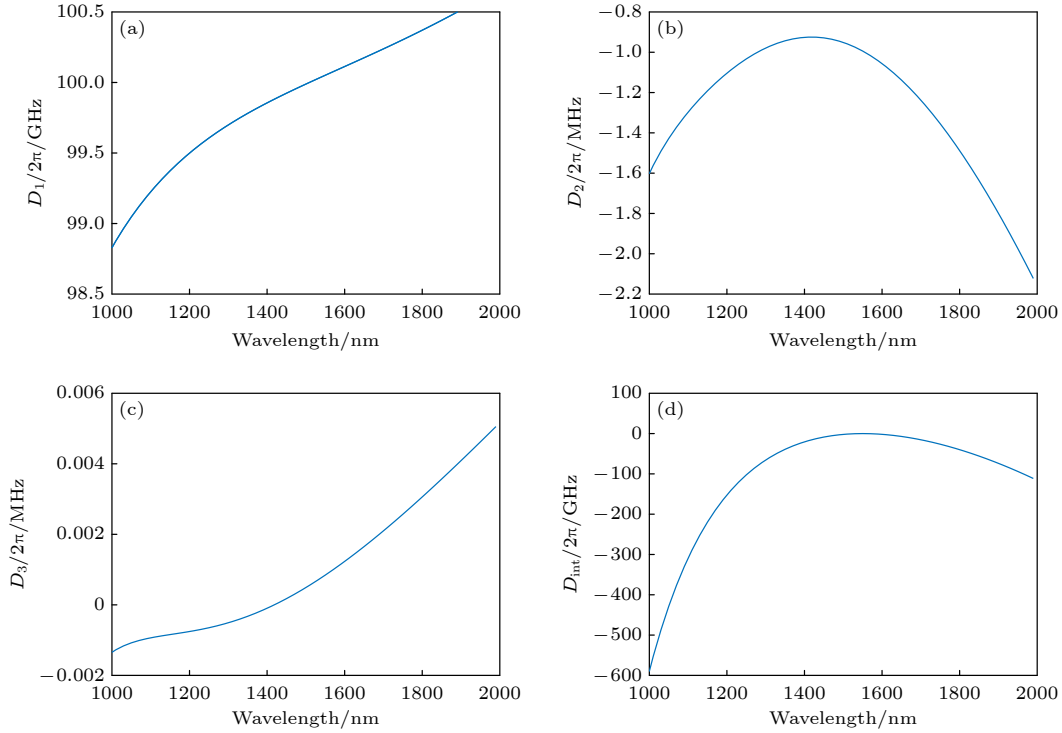 (a)
100.5
100.0
99.5
99.0
98.5
D₁/2π/GHz
1000 1200 1400 1600 1800 2000
Wavelength/nm
(b)
−0.8
−1.0
−1.2
−1.4
−1.6
−1.8
−2.0
−2.2
D₂/2π/MHz
1000 1200 1400 1600 1800 2000
Wavelength/nm
(c)
0.006
0.004
0.002
0
−0.002
D₃/2π/MHz
1000 1200 1400 1600 1800 2000
Wavelength/nm
(d)
100
0
−100
−200
−300
−400
−500
−600
D_int/2π/GHz
1000 1200 1400 1600 1800 2000
Wavelength/nm